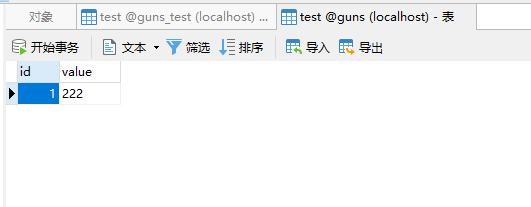 对象 test @guns_test (localhost) ... test @guns (localhost) - 表
开始事务 文本 筛选 排序 导入 导出
id value
1 222